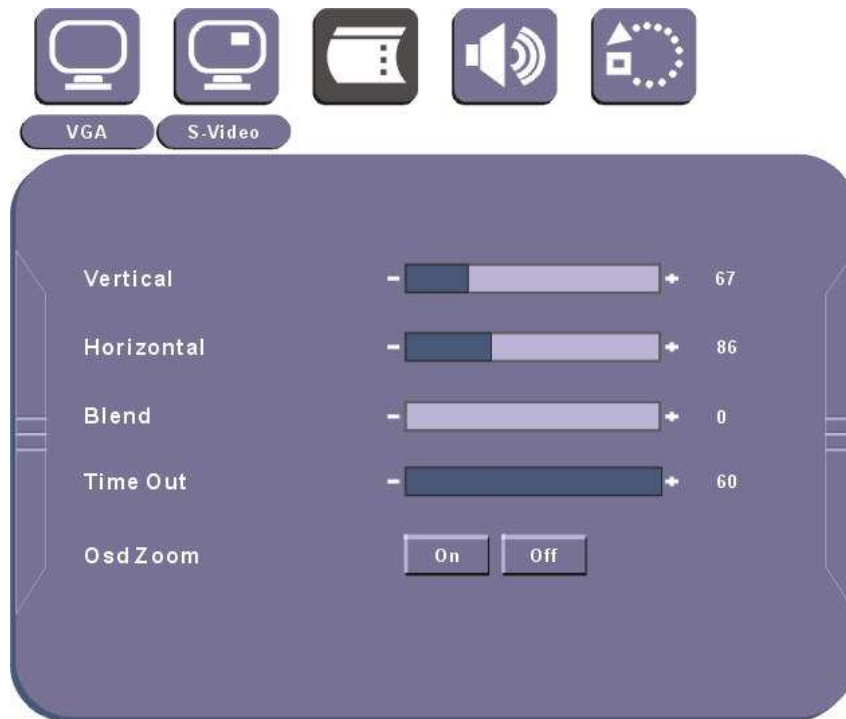 VGA S-Video
Vertical - + 67
Horizontal - + 86
Blend - + 0
Time Out - + 60
Osd Zoom On Off